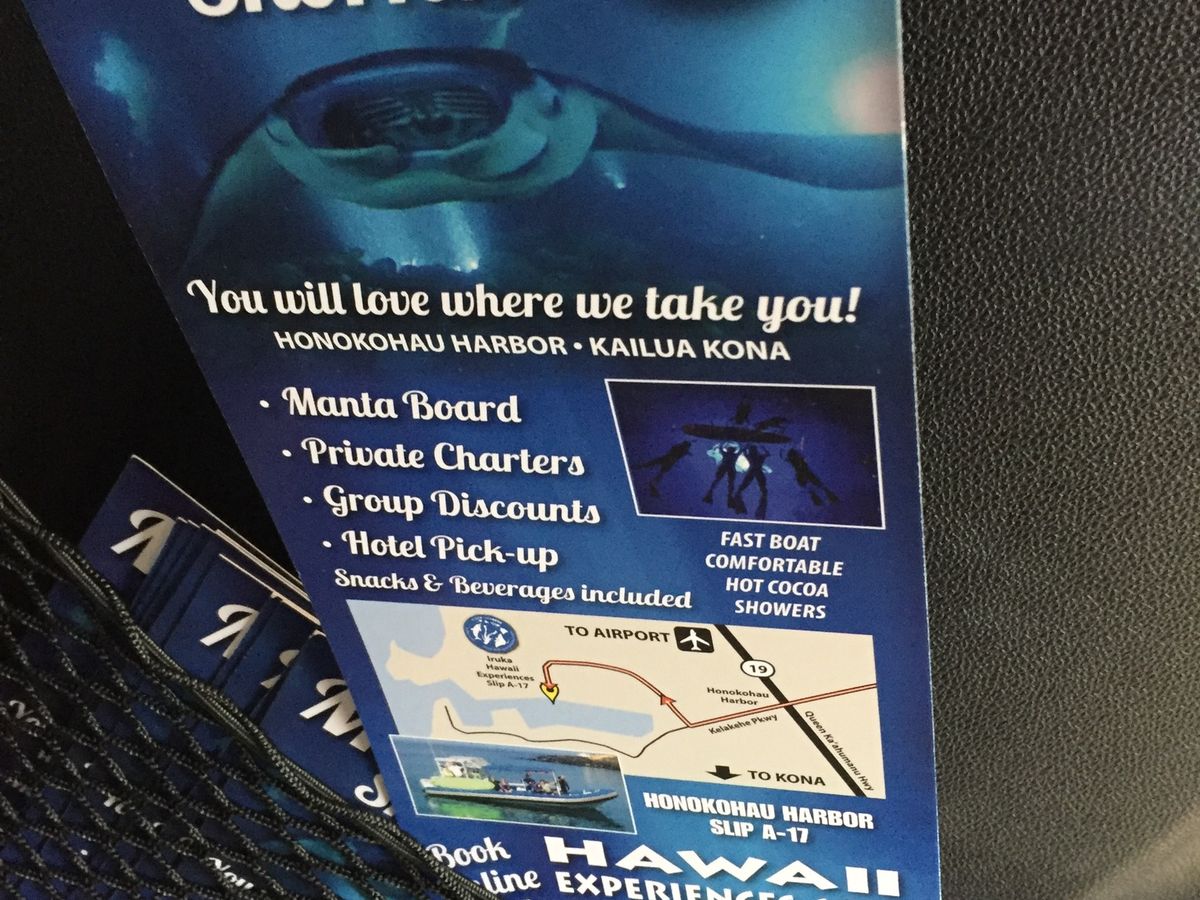 You will love where we take you!
HONOKOHAU HARBOR • KAILUA KONA
• Manta Board
• Private Charters
• Group Discounts
• Hotel Pick-up
Snacks & Beverages included
FAST BOAT
COMFORTABLE
HOT COCOA
SHOWERS
TO AIRPORT
19
Iruka
Hawaii
Experiences
Slip A-17
Honokohau
Harbor
Kelakehe Pkwy
Queen Ka'ahumanu Hwy
TO KONA
HONOKOHAU HARBOR
SLIP A-17
Book
line
HAWAII
EXPERIENCES